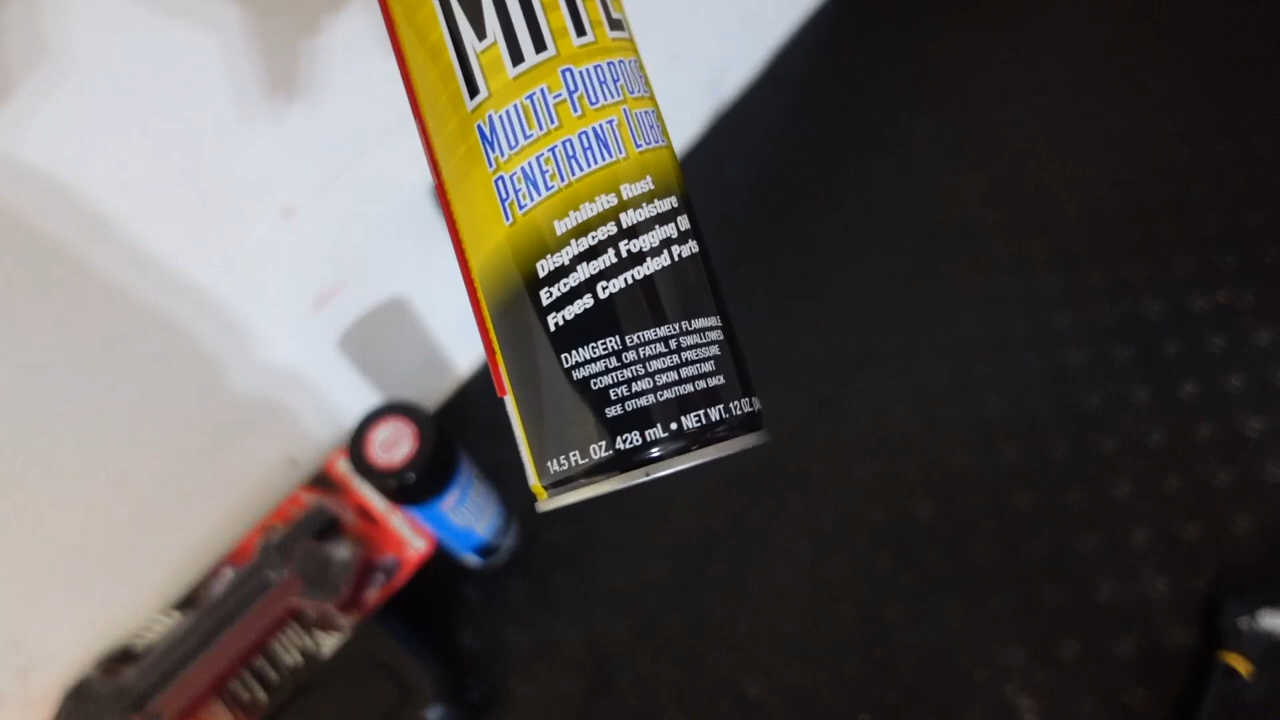 MULTI-PURPOSE
PENETRANT LUBE
Inhibits Rust
Displaces Moisture
Excellent Fogging Oil
Frees Corroded Parts
DANGER! EXTREMELY FLAMMABLE
HARMFUL OR FATAL IF SWALLOWED
CONTENTS UNDER PRESSURE
EYE AND SKIN IRRITANT
SEE OTHER CAUTION ON BACK
14.5 FL. OZ. 428 mL • NET WT. 12 OZ.